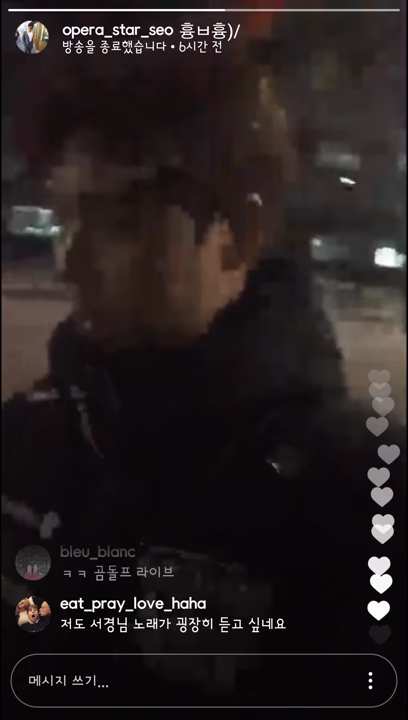 opera_star_seo 흉ㅂ흉)/
방송을 종료했습니다 • 6시간 전
bleu_blanc
ㅋㅋ 곰돌프 라이브
eat_pray_love_haha
저도 서경님 노래가 굉장히 듣고 싶네요
메시지 쓰기...